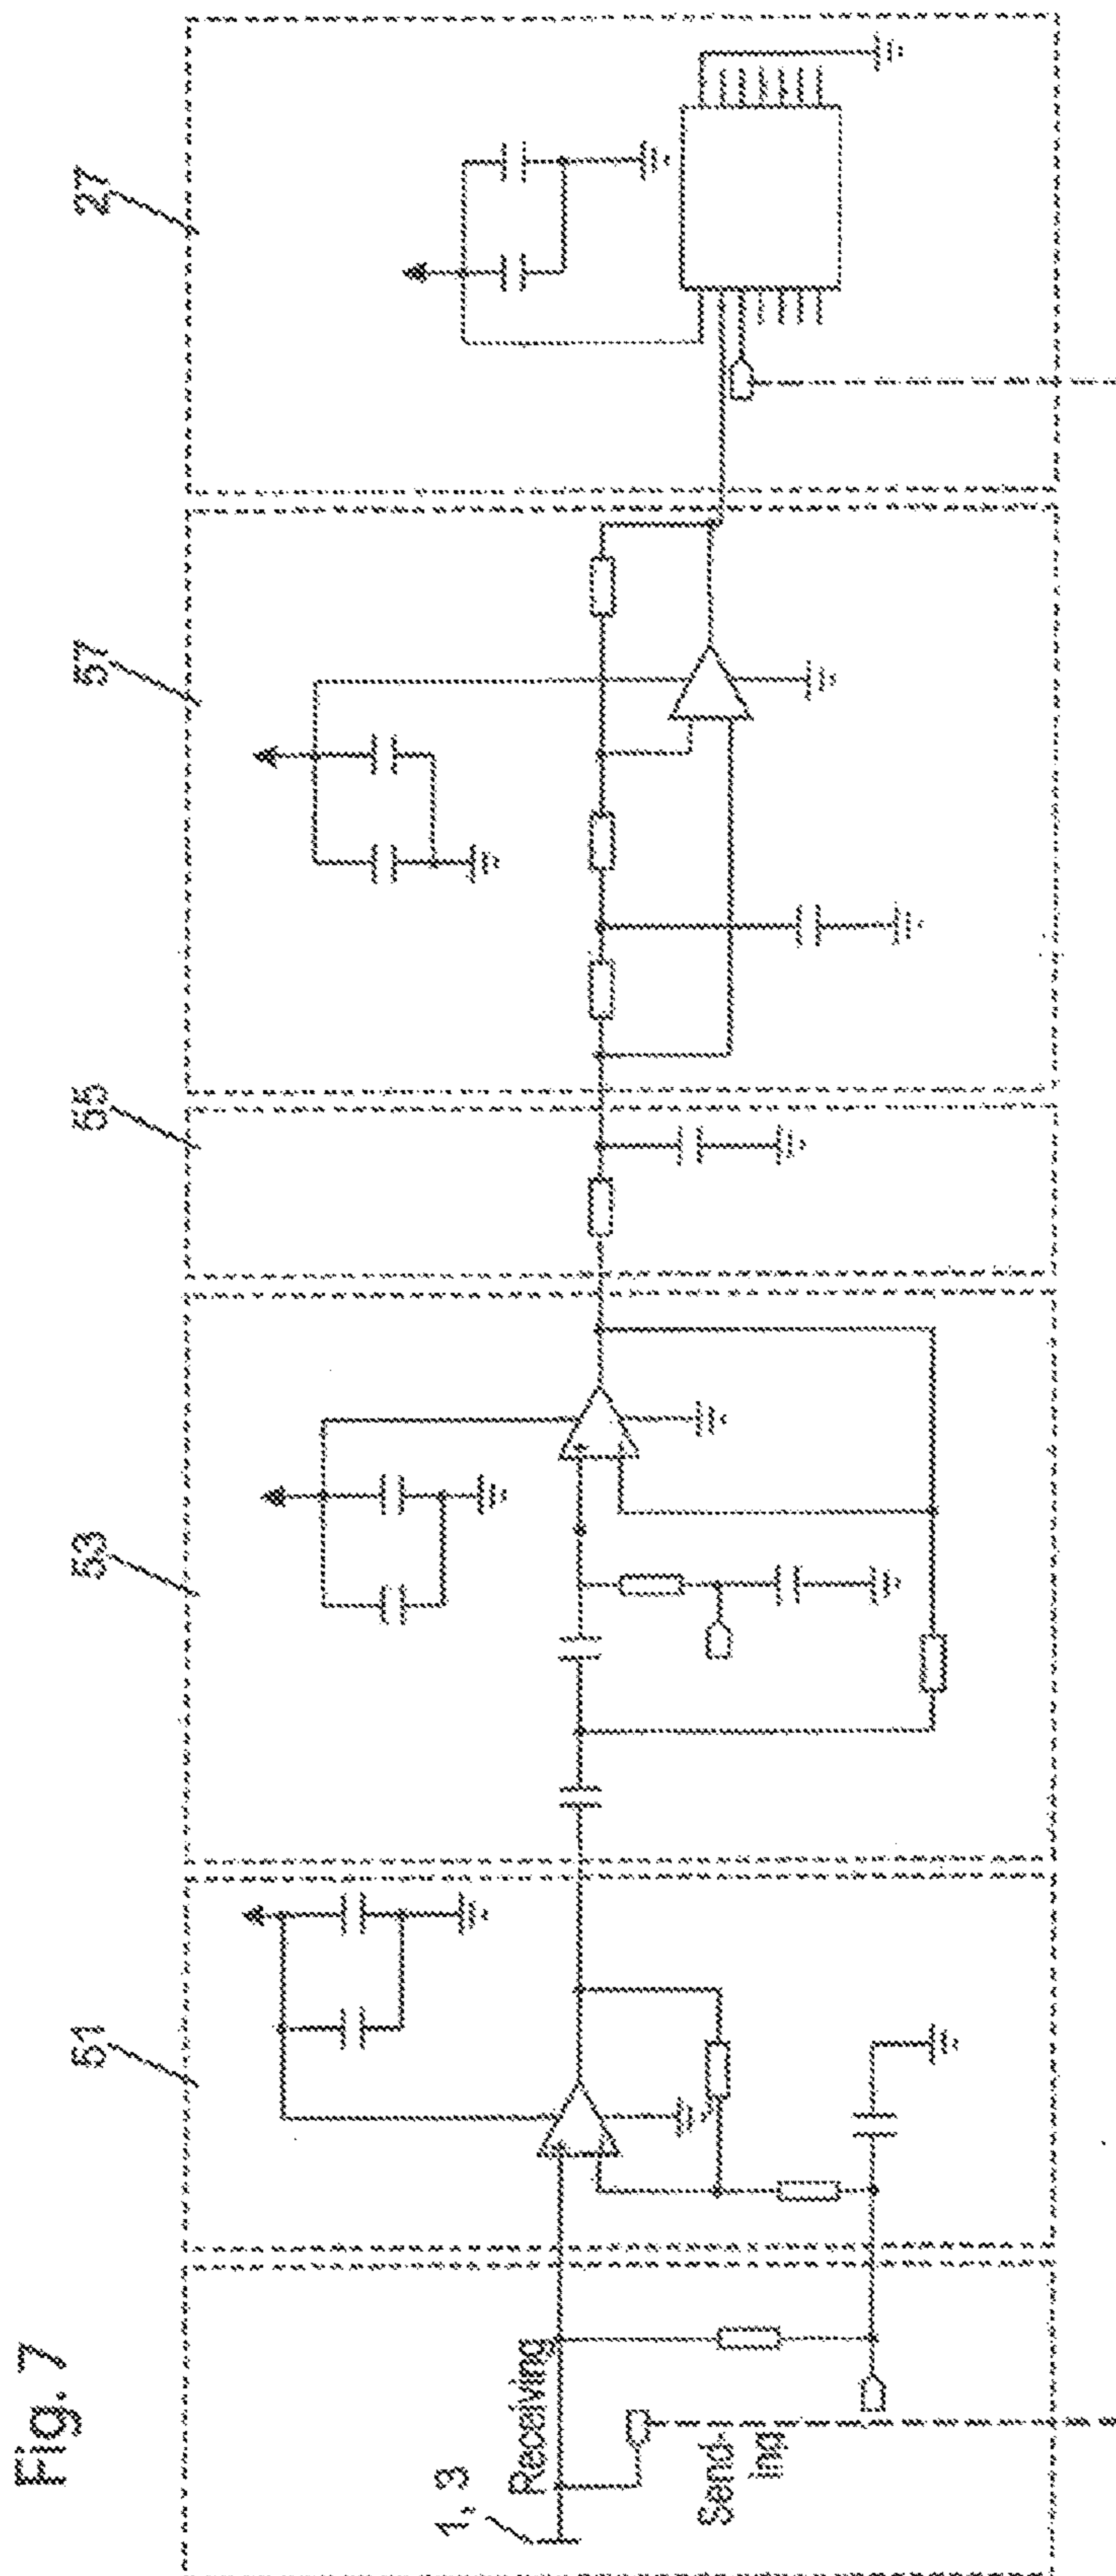 Fig. 7
1, 3
Receiving
Send-
ing
51
53
55
57
27